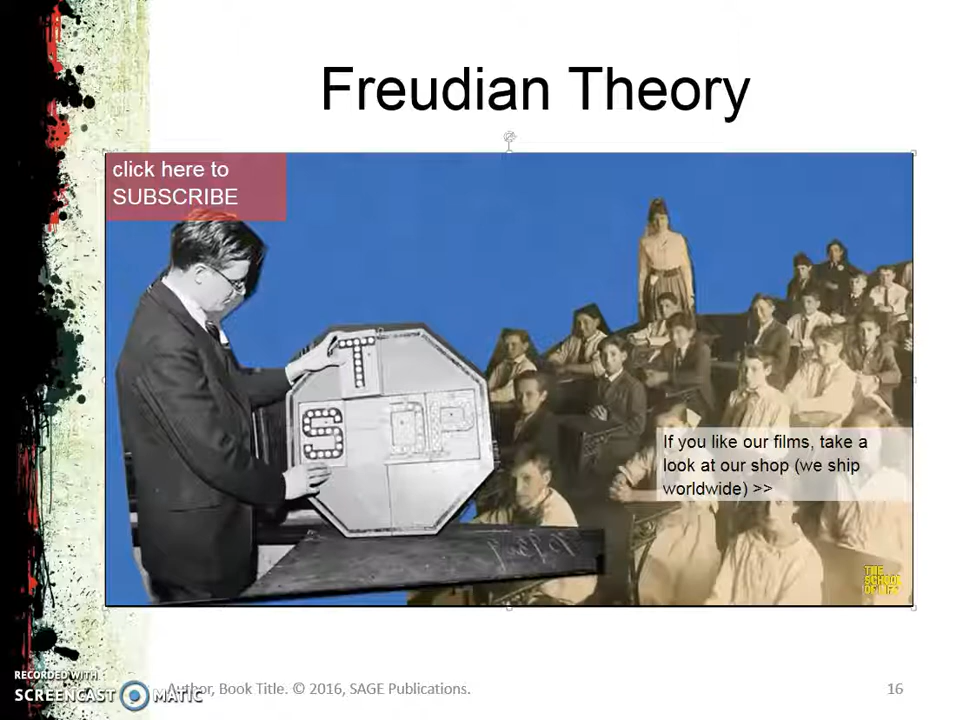 Freudian Theory
click here to
SUBSCRIBE
T
S O P
If you like our films, take a
look at our shop (we ship
worldwide) >>
THE
SCHOOL
OF LIFE
RECORDED WITH
SCREENCAST MATIC
Author, Book Title. © 2016, SAGE Publications.
16